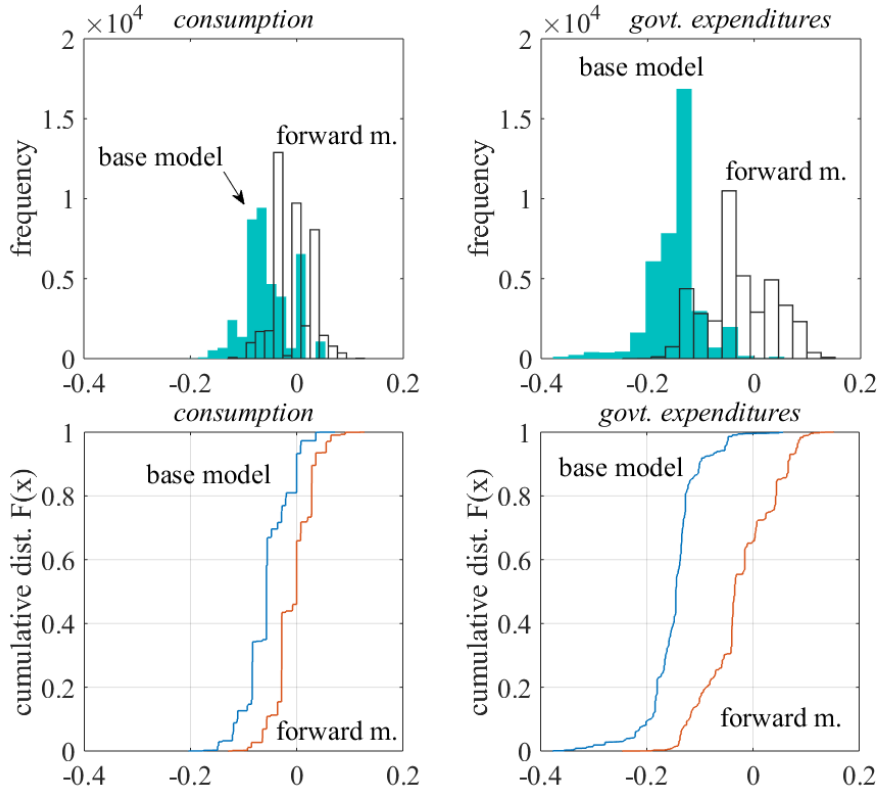 consumption
×10⁴
2
1.5
1
0.5
0
-0.4
-0.2
0
0.2
frequency
base model
forward m.
govt. expenditures
×10⁴
2
1.5
1
0.5
0
-0.4
-0.2
0
0.2
frequency
base model
forward m.
consumption
1
0.8
0.6
0.4
0.2
0
-0.4
-0.2
0
0.2
cumulative dist. F(x)
base model
forward m.
govt. expenditures
1
0.8
0.6
0.4
0.2
0
-0.4
-0.2
0
0.2
cumulative dist. F(x)
base model
forward m.